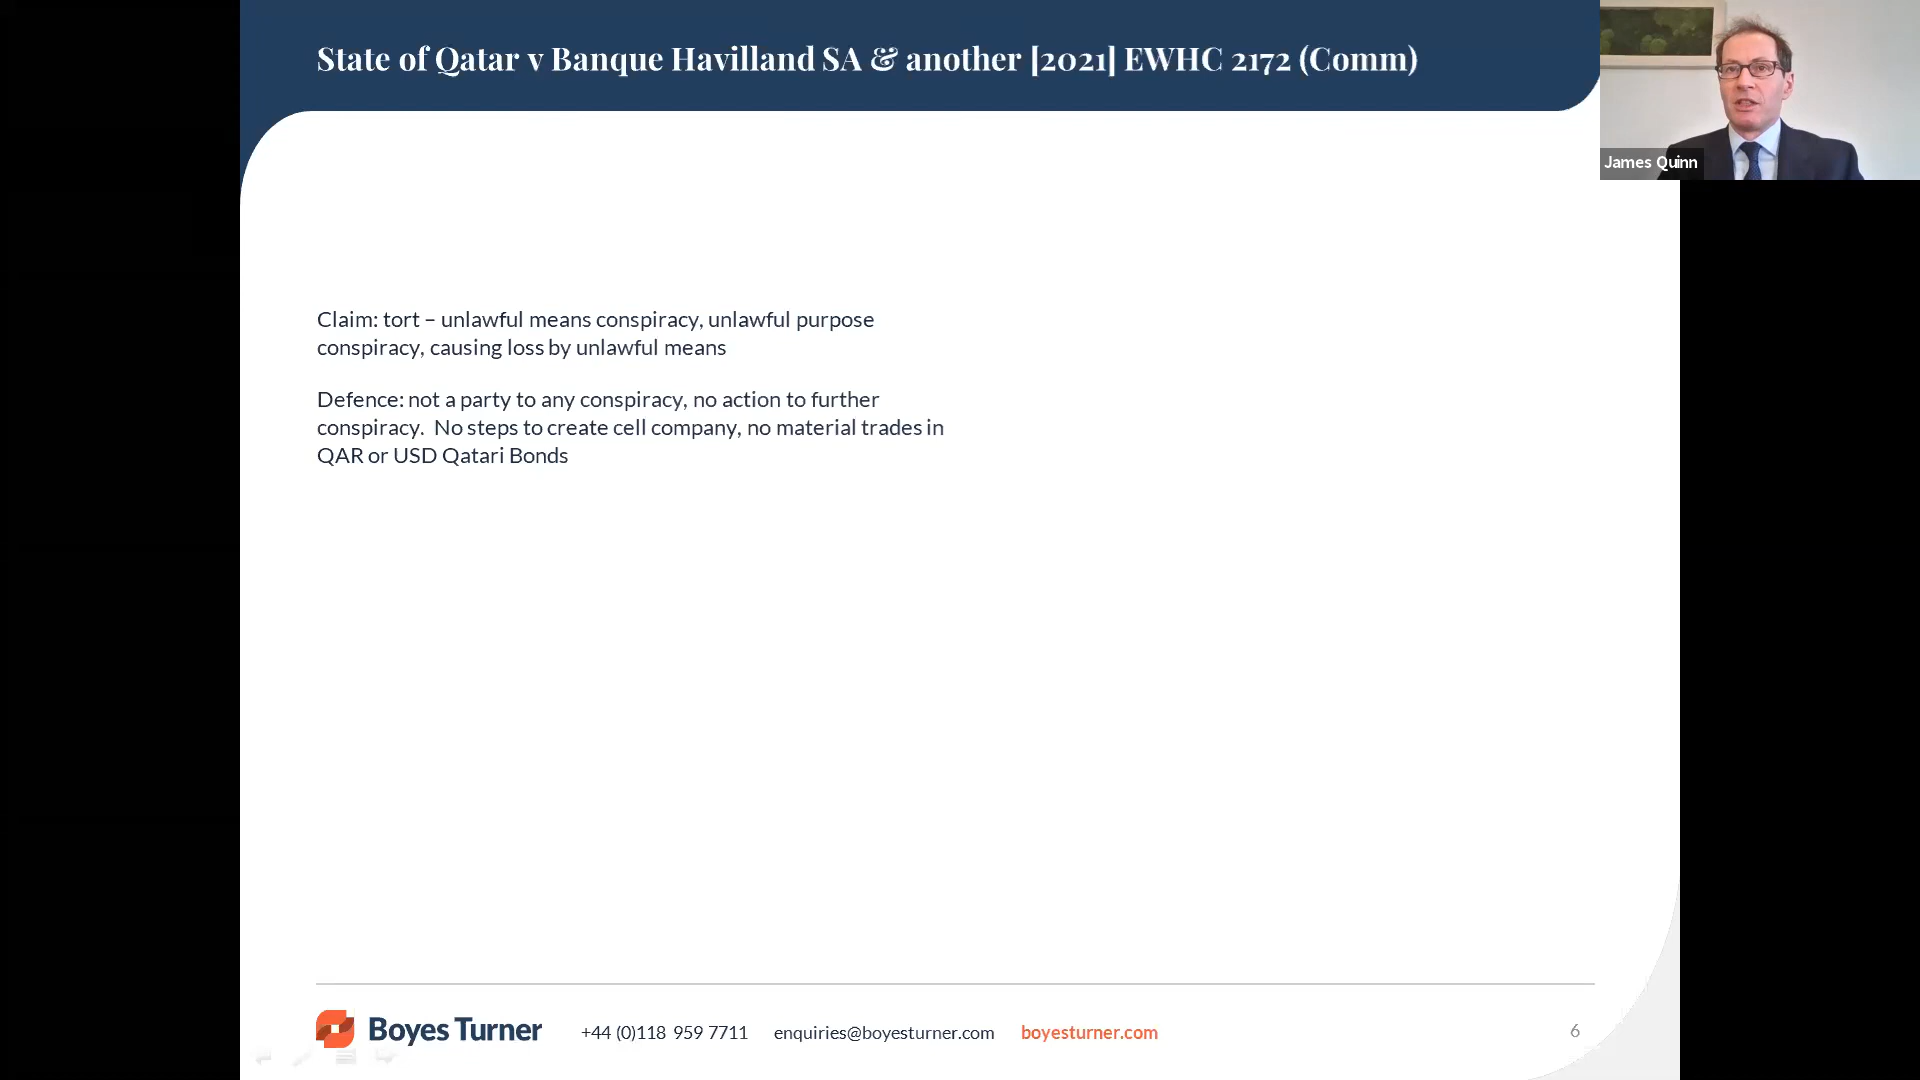 State of Qatar v Banque Havilland SA & another [2021] EWHC 2172 (Comm)
James Quinn
Claim: tort – unlawful means conspiracy, unlawful purpose
conspiracy, causing loss by unlawful means
Defence: not a party to any conspiracy, no action to further
conspiracy.  No steps to create cell company, no material trades in
QAR or USD Qatari Bonds
Boyes Turner
+44 (0)118 959 7711
enquiries@boyesturner.com
boyesturner.com
6